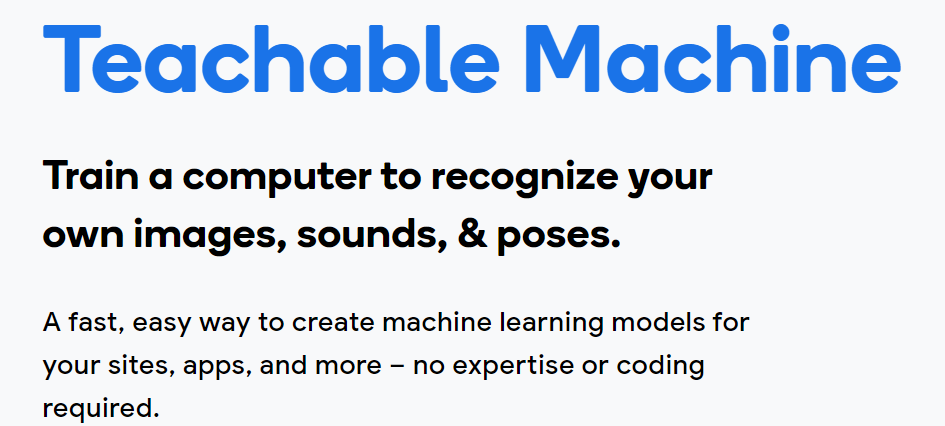 Teachable Machine
Train a computer to recognize your
own images, sounds, & poses.
A fast, easy way to create machine learning models for
your sites, apps, and more – no expertise or coding
required.